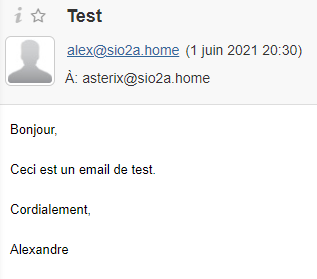 Test
alex@sio2a.home (1 juin 2021 20:30)
À: asterix@sio2a.home
Bonjour,
Ceci est un email de test.
Cordialement,
Alexandre